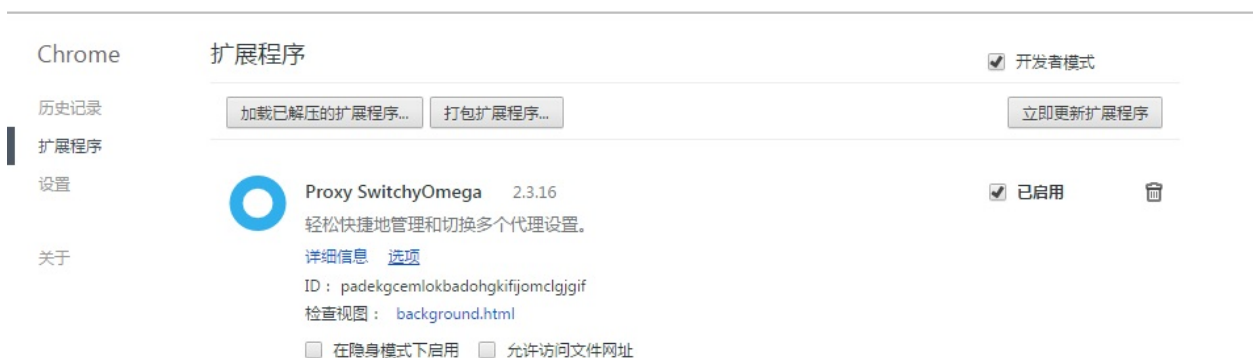 Chrome
扩展程序
开发者模式
历史记录
加载已解压的扩展程序... 打包扩展程序... 立即更新扩展程序
扩展程序
设置
Proxy SwitchyOmega 2.3.16 已启用
轻松快捷地管理和切换多个代理设置。
关于
详细信息 选项
ID： padekgcemlokbadohgkifijomclgjgif
检查视图： background.html
在隐身模式下启用 允许访问文件网址